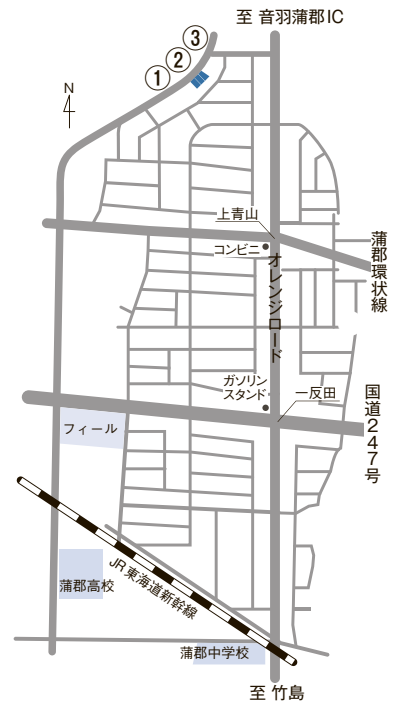 至 音羽蒲郡IC
③
②
①
N
上青山
コンビニ
オレンジロード
蒲郡環状線
ガソリン
スタンド
一反田
国道247号
フィール
JR東海道新幹線
蒲郡高校
蒲郡中学校
至 竹島